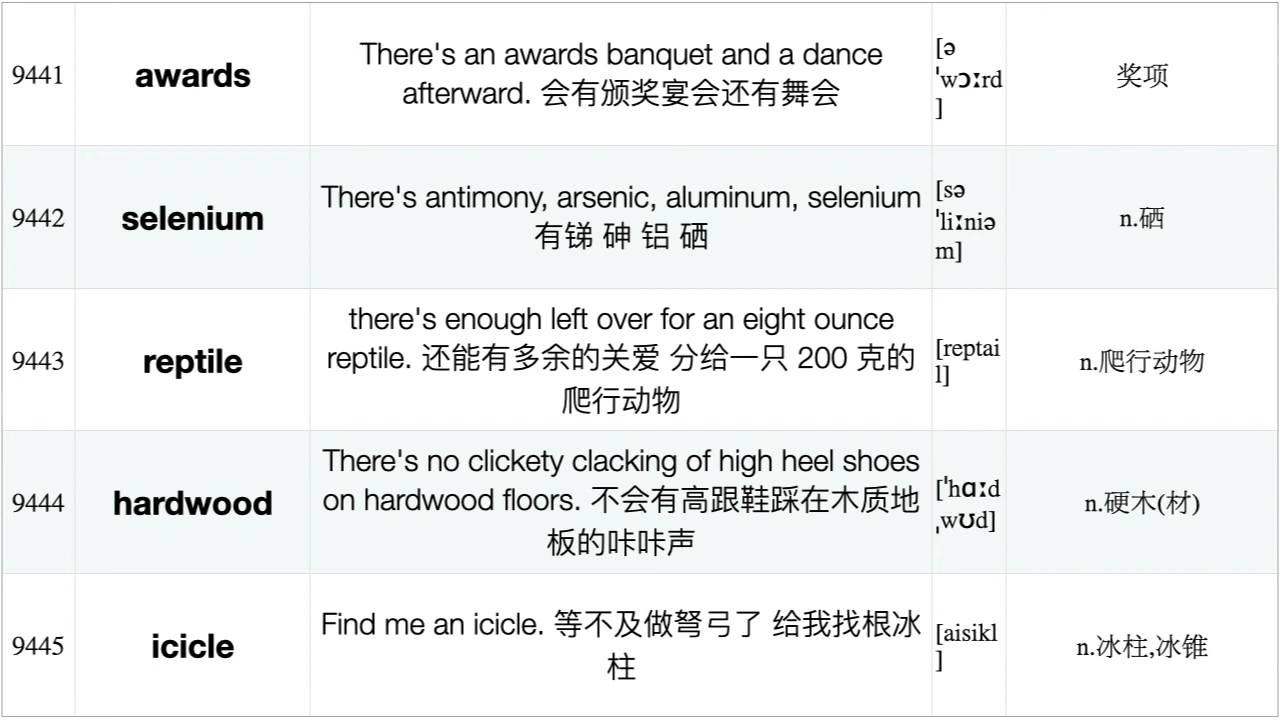 9441
awards
There's an awards banquet and a dance
afterward. 会有颁奖宴会还有舞会
[ə
ˈwɔːrd
]
奖项
9442
selenium
There's antimony, arsenic, aluminum, selenium
有锑 砷 铝 硒
[sə
ˈliːniə
m]
n.硒
9443
reptile
there's enough left over for an eight ounce
reptile. 还能有多余的关爱 分给一只 200 克的
爬行动物
[reptai
l]
n.爬行动物
9444
hardwood
There's no clickety clacking of high heel shoes
on hardwood floors. 不会有高跟鞋踩在木质地
板的咔咔声
[ˈhɑːd
ˌwʊd]
n.硬木(材)
9445
icicle
Find me an icicle. 等不及做弩弓了 给我找根冰
柱
[aisikl
]
n.冰柱,冰锥